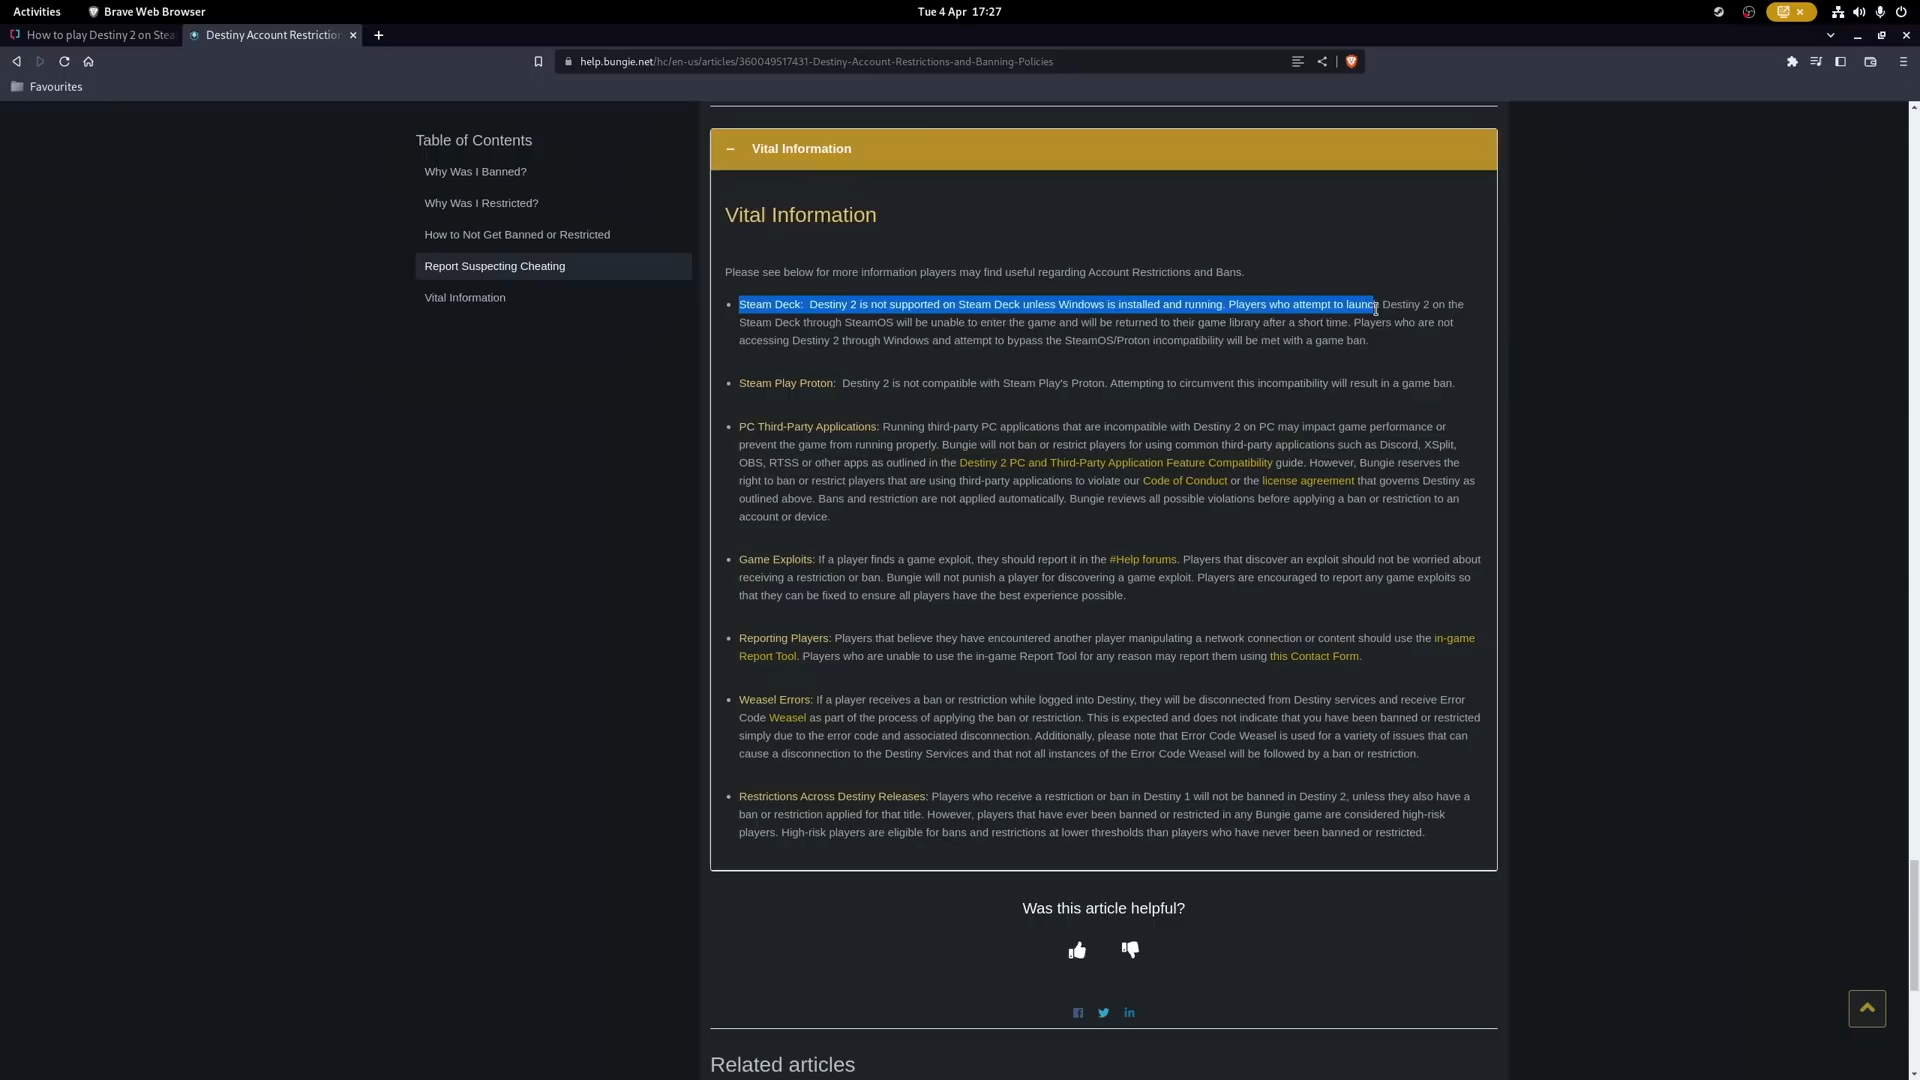 Activities
Brave Web Browser
Tue 4 Apr 17:27
How to play Destiny 2 on Stea
Destiny Account Restriction
help.bungie.net/hc/en-us/articles/360049517431-Destiny-Account-Restrictions-and-Banning-Policies
Favourites
Table of Contents
Why Was I Banned?
Why Was I Restricted?
How to Not Get Banned or Restricted
Report Suspecting Cheating
Vital Information
Vital Information
Vital Information
Please see below for more information players may find useful regarding Account Restrictions and Bans.
Steam Deck: Destiny 2 is not supported on Steam Deck unless Windows is installed and running. Players who attempt to launch Destiny 2 on the
Steam Deck through SteamOS will be unable to enter the game and will be returned to their game library after a short time. Players who are not
accessing Destiny 2 through Windows and attempt to bypass the SteamOS/Proton incompatibility will be met with a game ban.
Steam Play Proton: Destiny 2 is not compatible with Steam Play's Proton. Attempting to circumvent this incompatibility will result in a game ban.
PC Third-Party Applications: Running third-party PC applications that are incompatible with Destiny 2 on PC may impact game performance or
prevent the game from running properly. Bungie will not ban or restrict players for using common third-party applications such as Discord, XSplit,
OBS, RTSS or other apps as outlined in the Destiny 2 PC and Third-Party Application Feature Compatibility guide. However, Bungie reserves the
right to ban or restrict players that are using third-party applications to violate our Code of Conduct or the license agreement that governs Destiny as
outlined above. Bans and restriction are not applied automatically. Bungie reviews all possible violations before applying a ban or restriction to an
account or device.
Game Exploits: If a player finds a game exploit, they should report it in the #Help forums. Players that discover an exploit should not be worried about
receiving a restriction or ban. Bungie will not punish a player for discovering a game exploit. Players are encouraged to report any game exploits so
that they can be fixed to ensure all players have the best experience possible.
Reporting Players: Players that believe they have encountered another player manipulating a network connection or content should use the in-game
Report Tool. Players who are unable to use the in-game Report Tool for any reason may report them using this Contact Form.
Weasel Errors: If a player receives a ban or restriction while logged into Destiny, they will be disconnected from Destiny services and receive Error
Code Weasel as part of the process of applying the ban or restriction. This is expected and does not indicate that you have been banned or restricted
simply due to the error code and associated disconnection. Additionally, please note that Error Code Weasel is used for a variety of issues that can
cause a disconnection to the Destiny Services and that not all instances of the Error Code Weasel will be followed by a ban or restriction.
Restrictions Across Destiny Releases: Players who receive a restriction or ban in Destiny 1 will not be banned in Destiny 2, unless they also have a
ban or restriction applied for that title. However, players that have ever been banned or restricted in any Bungie game are considered high-risk
players. High-risk players are eligible for bans and restrictions at lower thresholds than players who have never been banned or restricted.
Was this article helpful?
Related articles